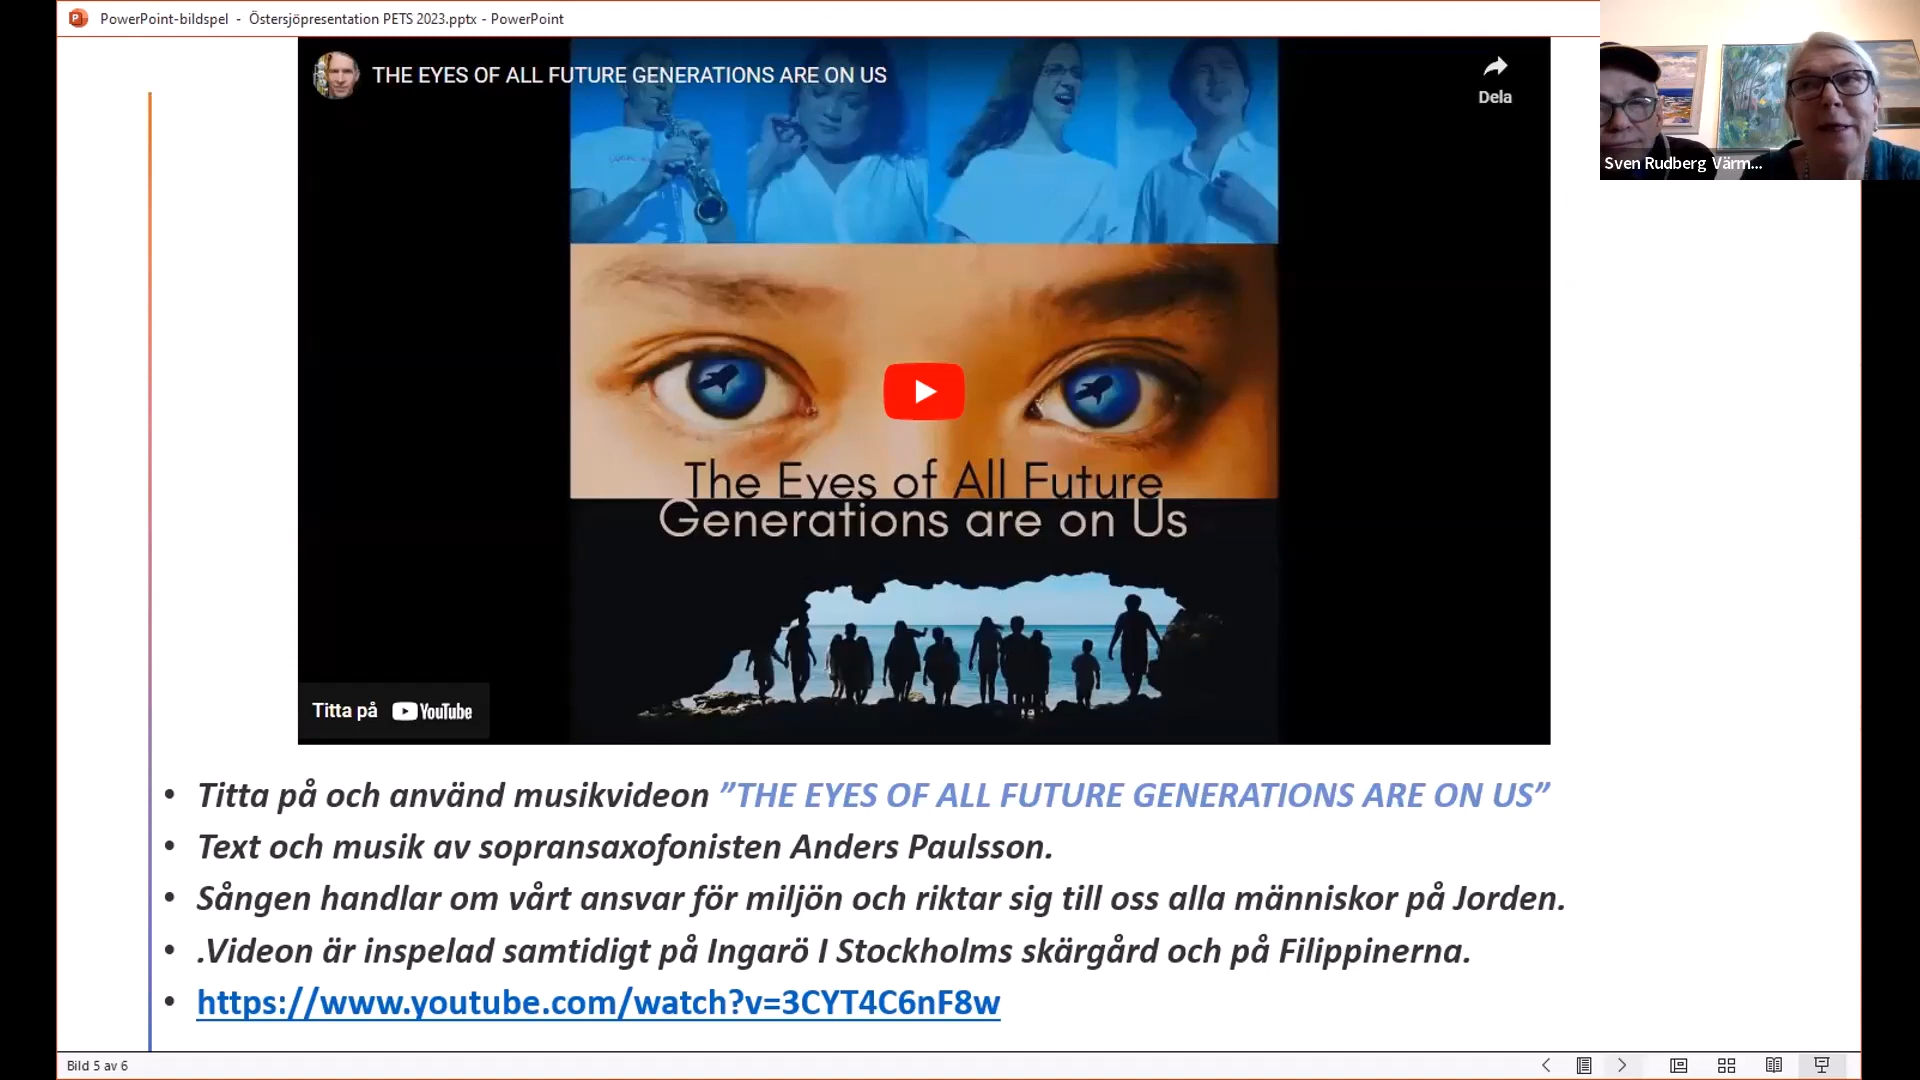 PowerPoint-bildspel - Östersjöpresentation PETS 2023.pptx - PowerPoint
THE EYES OF ALL FUTURE GENERATIONS ARE ON US
Dela
Sven Rudberg Värm...
The Eyes of All Future
Generations are on Us
Titta på YouTube
• Titta på och använd musikvideon ”THE EYES OF ALL FUTURE GENERATIONS ARE ON US”
• Text och musik av sopransaxofonisten Anders Paulsson.
• Sången handlar om vårt ansvar för miljön och riktar sig till oss alla människor på Jorden.
• .Videon är inspelad samtidigt på Ingarö I Stockholms skärgård och på Filippinerna.
• https://www.youtube.com/watch?v=3CYT4C6nF8w
Bild 5 av 6